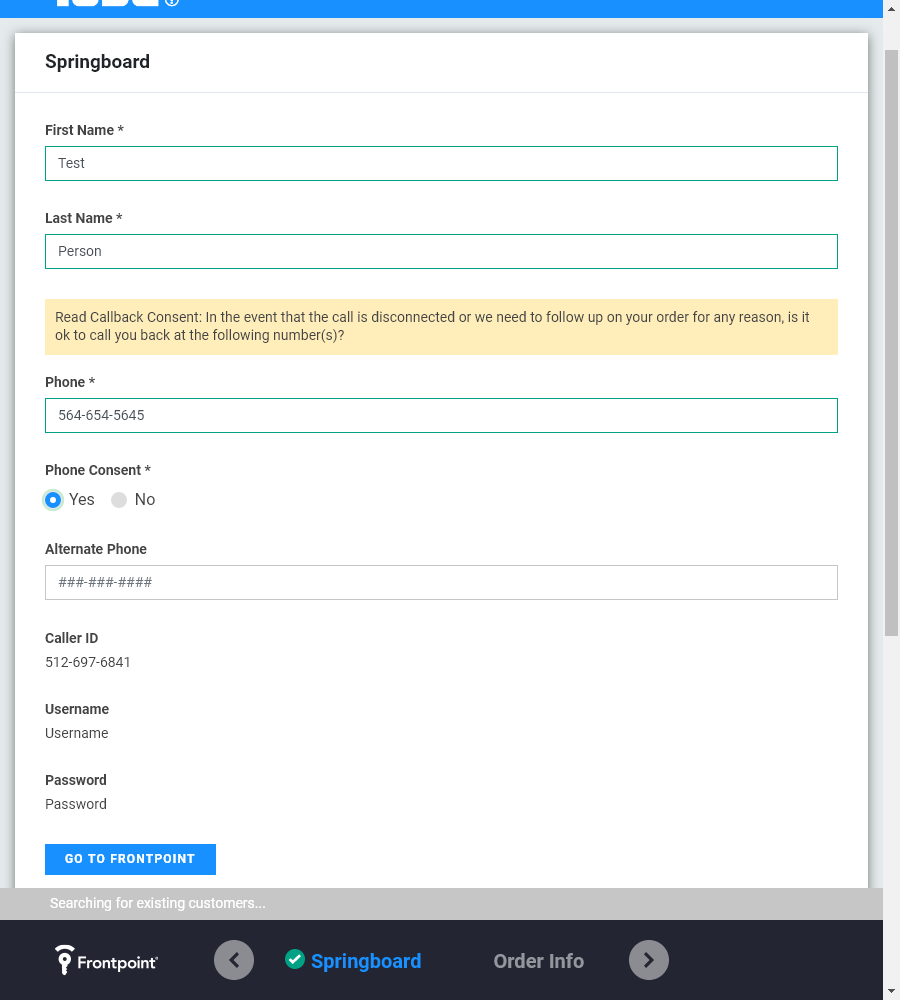 Springboard
First Name *
Test
Last Name *
Person
Read Callback Consent: In the event that the call is disconnected or we need to follow up on your order for any reason, is it
ok to call you back at the following number(s)?
Phone *
564-654-5645
Phone Consent *
Yes No
Alternate Phone
###-###-####
Caller ID
512-697-6841
Username
Username
Password
Password
GO TO FRONTPOINT
Searching for existing customers...
Frontpoint Springboard Order Info